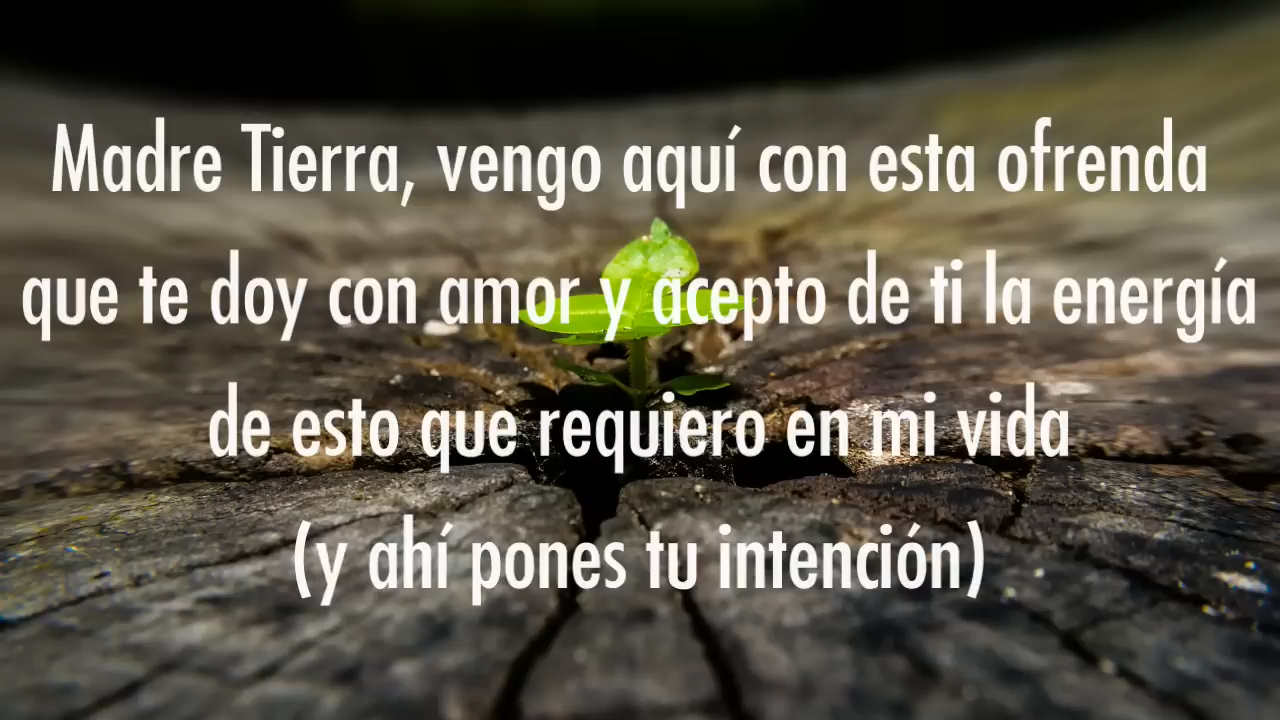 Madre Tierra, vengo aquí con esta ofrenda
que te doy con amor y acepto de ti la energía
de esto que requiero en mi vida
(y ahí pones tu intención)